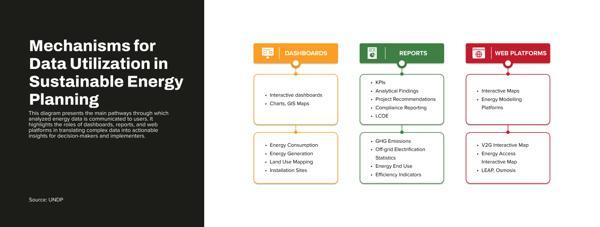 Mechanisms for
Data Utilization in
Sustainable Energy
Planning
This diagram presents the main pathways through which
analyzed energy data is communicated to users. It
highlights the roles of dashboards, reports, and web
platforms in translating complex data into actionable
insights for decision-makers and implementers.
Source: UNDP
DASHBOARDS
• Interactive dashboards
• Charts, GIS Maps
• Energy Consumption
• Energy Generation
• Land Use Mapping
• Installation Sites
REPORTS
• KPIs
• Analytical Findings
• Project Recommendations
• Compliance Reporting
• LCOE
• GHG Emissions
• Off-grid Electrification
Statistics
• Energy End Use
• Efficiency Indicators
WEB PLATFORMS
• Interactive Maps
• Energy Modelling
Platforms
• V2G Interactive Map
• Energy Access
Interactive Map
• LEAP, Osmosis